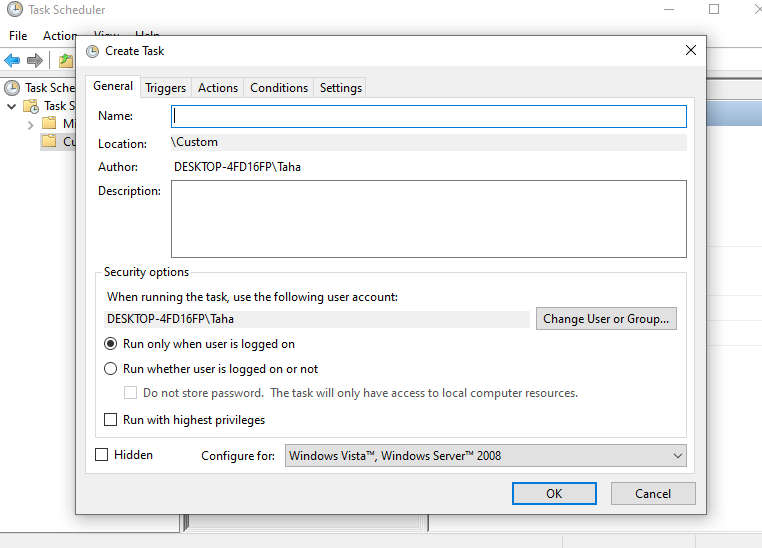 Task Scheduler
File Action View Help
Create Task
Task Sche
Task S
Mi
Cu
General Triggers Actions Conditions Settings
Name:
Location: \Custom
Author: DESKTOP-4FD16FP\Taha
Description:
Security options
When running the task, use the following user account:
DESKTOP-4FD16FP\Taha Change User or Group...
Run only when user is logged on
Run whether user is logged on or not
Do not store password. The task will only have access to local computer resources.
Run with highest privileges
Hidden Configure for: Windows Vista™, Windows Server™ 2008
OK Cancel